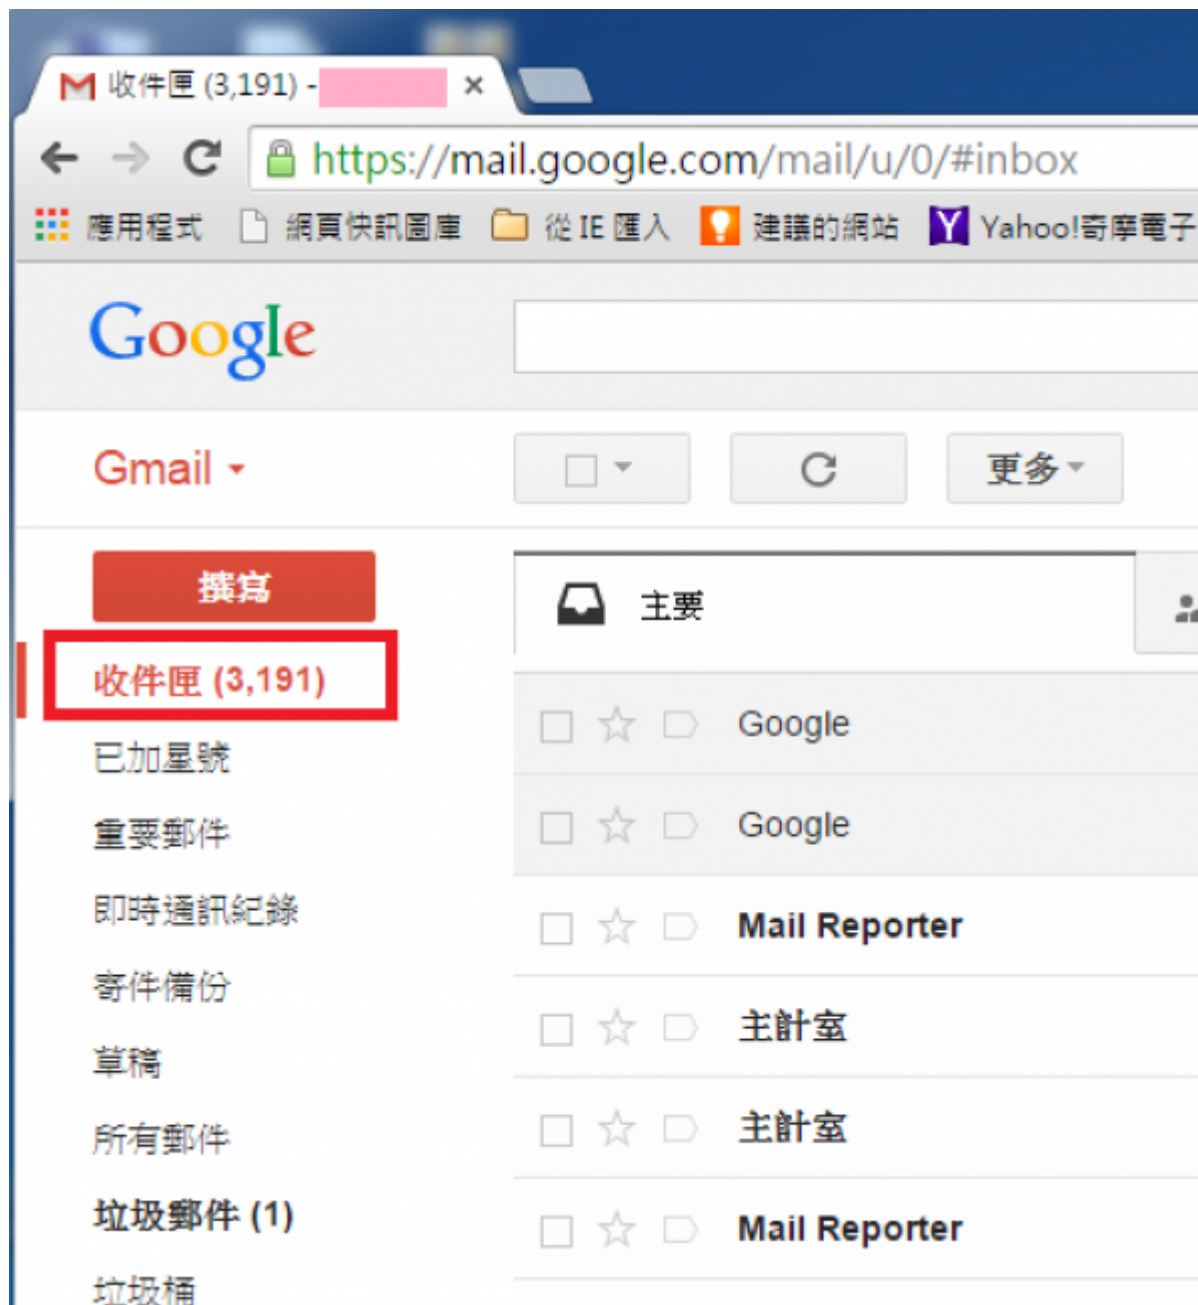 收件匣 (3,191) -
https://mail.google.com/mail/u/0/#inbox
應用程式 網頁快訊圖庫 從 IE 匯入 建議的網站 Yahoo!奇摩電子
Google
Gmail 更多
撰寫 主要
收件匣 (3,191)
Google
已加星號
Google
重要郵件
即時通訊紀錄
Mail Reporter
寄件備份
主計室
草稿
主計室
所有郵件
垃圾郵件 (1)
Mail Reporter
垃圾桶